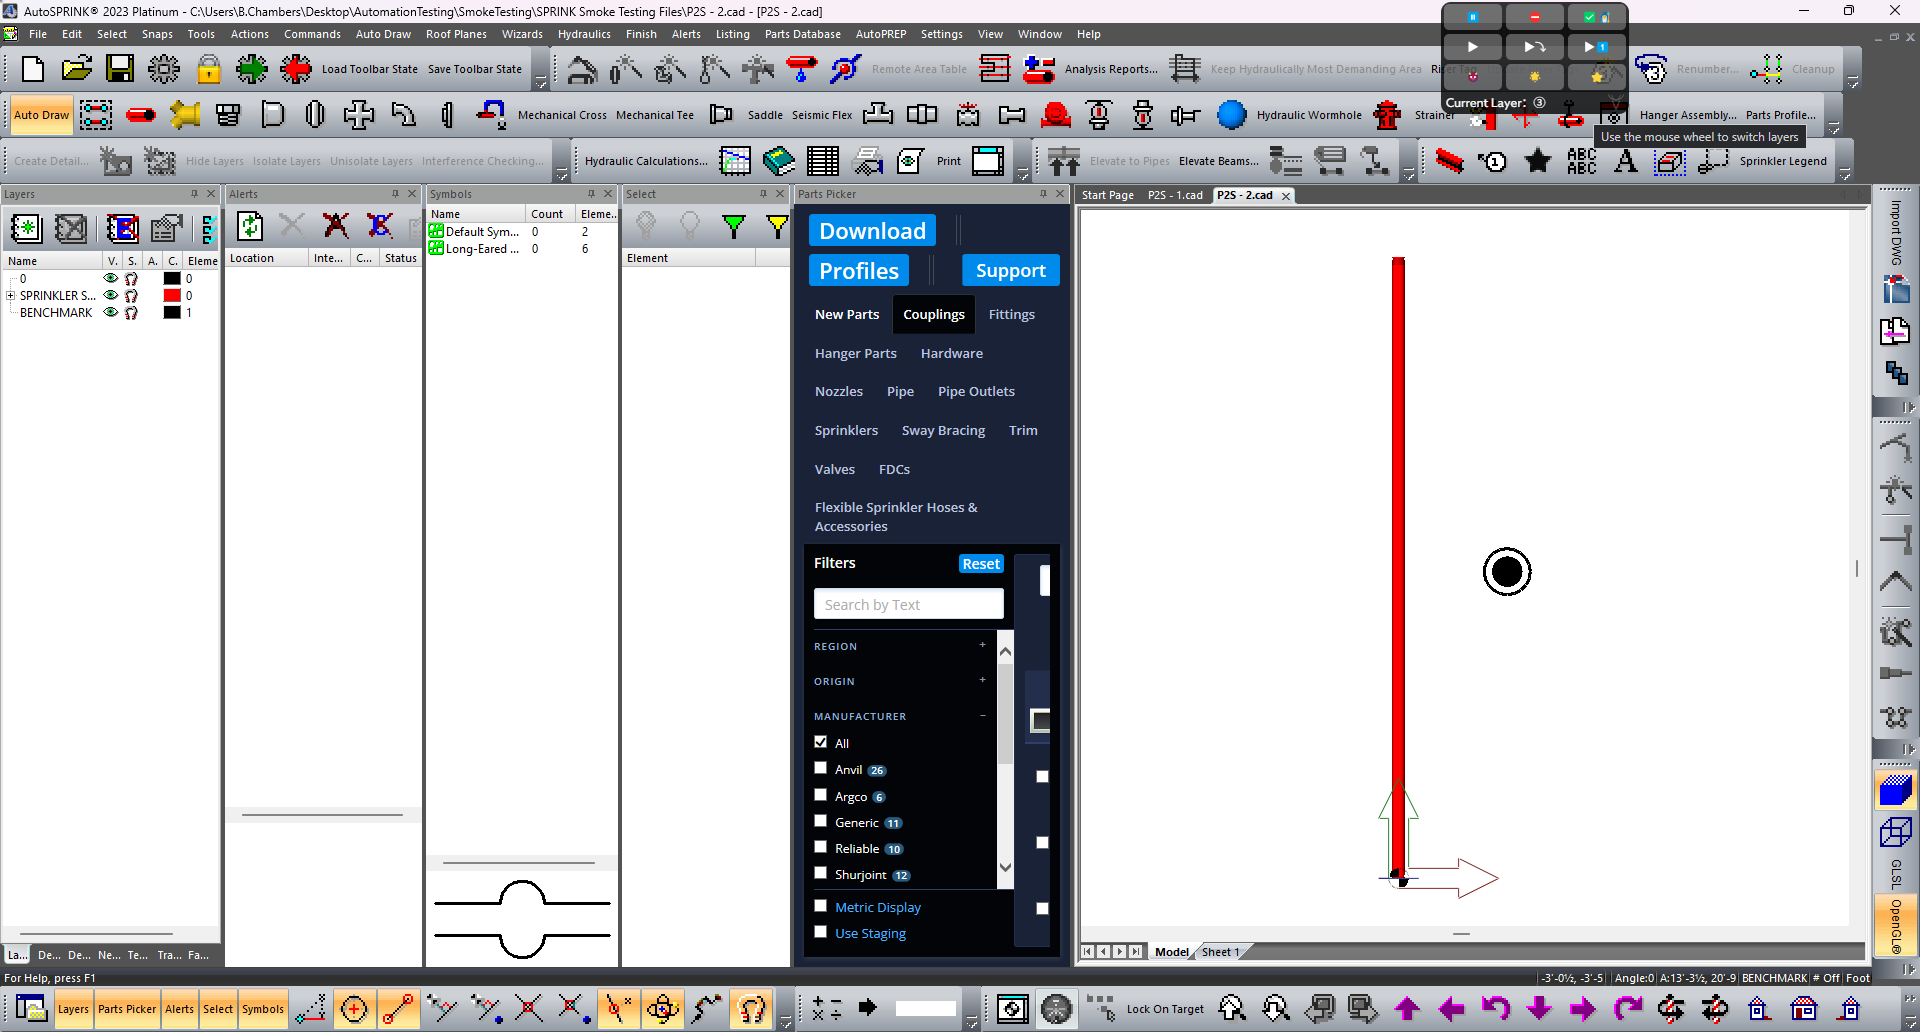 AutoSPRINK® 2023 Platinum - C:\Users\B.Chambers\Desktop\AutomationTesting\SmokeTesting\SPRINK Smoke Testing Files\P2S - 2.cad - [P2S - 2.cad]
File Edit Select Snaps Tools Actions Commands Auto Draw Roof Planes Wizards Hydraulics Finish Alerts Listing Parts Database AutoPREP Settings View Window Help
Load Toolbar State Save Toolbar State Remote Area Table Analysis Reports... Keep Hydraulically Most Demanding Area Renumber... Cleanup
Current Layer: ③
Auto Draw Mechanical Cross Mechanical Tee Saddle Seismic Flex Hydraulic Wormhole Strainer Hanger Assembly... Parts Profile...
Use the mouse wheel to switch layers
Create Detail... Hide Layers Isolate Layers Unisolate Layers Interference Checking... Hydraulic Calculations... Print Elevate to Pipes Elevate Beams... 1 ABC ABC A Sprinkler Legend
Layers Alerts Symbols Select Parts Picker
Start Page P2S - 1.cad P2S - 2.cad
Name V. S. A. C. Eleme
0 0
SPRINKLER S... 0
BENCHMARK 1
Location Inte... C... Status
Name Count Eleme...
Default Sym... 0 2
Long-Eared ... 0 6
Element
Download
Profiles Support
New Parts Couplings Fittings
Hanger Parts Hardware
Nozzles Pipe Pipe Outlets
Sprinklers Sway Bracing Trim
Valves FDCs
Flexible Sprinkler Hoses &
Accessories
Filters Reset
Search by Text
REGION +
ORIGIN +
MANUFACTURER −
All
Anvil 26
Argco 6
Generic 11
Reliable 10
Shurjoint 12
Metric Display
Use Staging
Import DWG
GLSL
OpenGL®
La... De... De... Ne... Te... Tra... Fa...
Model Sheet 1
For Help, press F1
-3'-0½, -3'-5 Angle:0 A:13'-3½, 20'-9 BENCHMARK # Off Foot
Layers Parts Picker Alerts Select Symbols Lock On Target